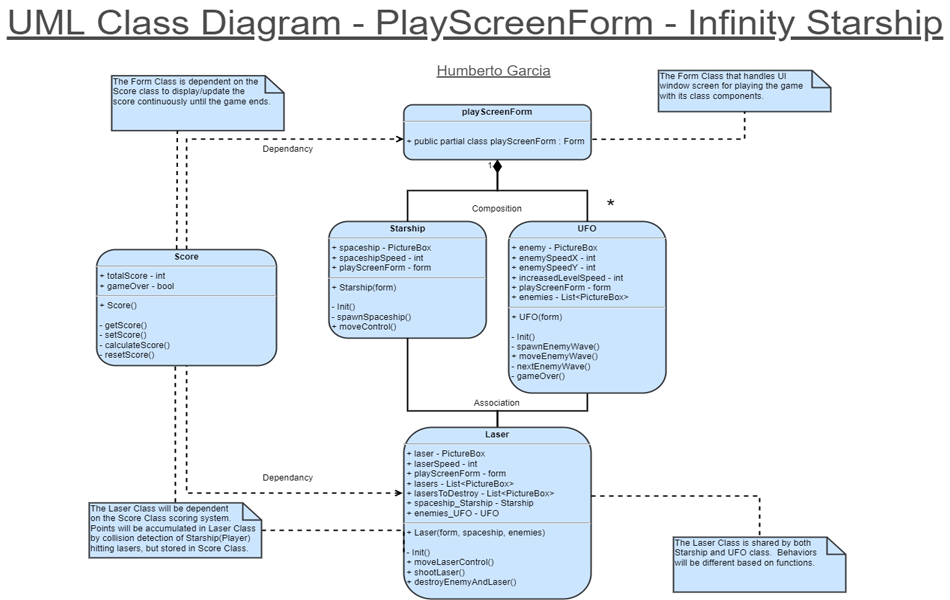 UML Class Diagram - PlayScreenForm - Infinity Starship
Humberto Garcia
The Form Class is dependent on the
Score class to display/update the
score continuously until the game ends.
The Form Class that handles UI
window screen for playing the game
with its class components.
playScreenForm
+ public partial class playScreenForm : Form
Dependancy
1
Composition
*
Starship
+ spaceship - PictureBox
+ spaceshipSpeed - int
+ playScreenForm - form
+ Starship(form)
- Init()
- spawnSpaceship()
+ moveControl()
UFO
+ enemy - PictureBox
+ enemySpeedX - int
+ enemySpeedY - int
+ increasedLevelSpeed - int
+ playScreenForm - form
+ enemies - List<PictureBox>
+ UFO(form)
- Init()
- spawnEnemyWave()
+ moveEnemyWave()
- nextEnemyWave()
- gameOver()
Score
+ totalScore - int
+ gameOver - bool
+ Score()
- getScore()
- setScore()
- calculateScore()
- resetScore()
Association
Laser
+ laser - PictureBox
+ laserSpeed - int
+ playScreenForm - form
+ lasers - List<PictureBox>
+ lasersToDestroy - List<PictureBox>
+ spaceship_Starship - Starship
+ enemies_UFO - UFO
+ Laser(form, spaceship, enemies)
- Init()
+ moveLaserControl()
+ shootLaser()
+ destroyEnemyAndLaser()
Dependancy
The Laser Class will be dependent
on the Score Class scoring system.
Points will be accumulated in Laser Class
by collision detection of Starship(Player)
hitting lasers, but stored in Score Class.
The Laser Class is shared by both
Starship and UFO class. Behaviors
will be different based on functions.